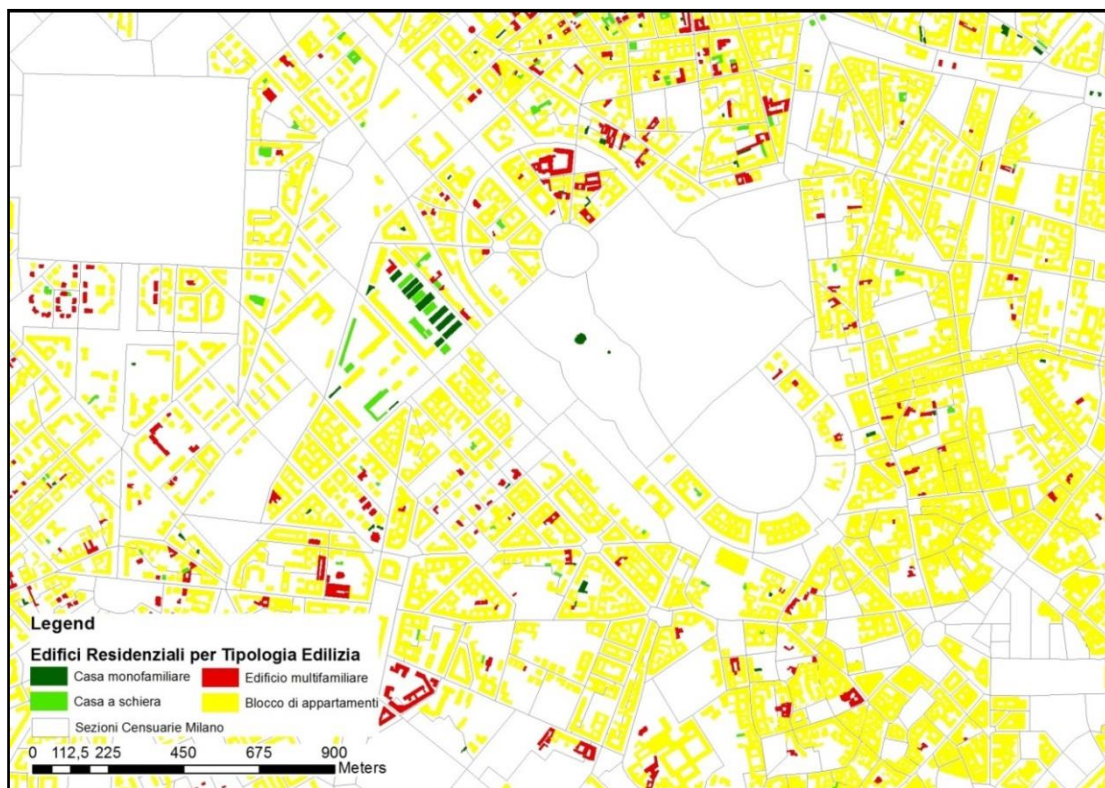 Legend
Edifici Residenziali per Tipologia Edilizia
Casa monofamiliare Edificio multifamiliare
Casa a schiera Blocco di appartamenti
Sezioni Censuarie Milano
0 112,5 225 450 675 900
Meters